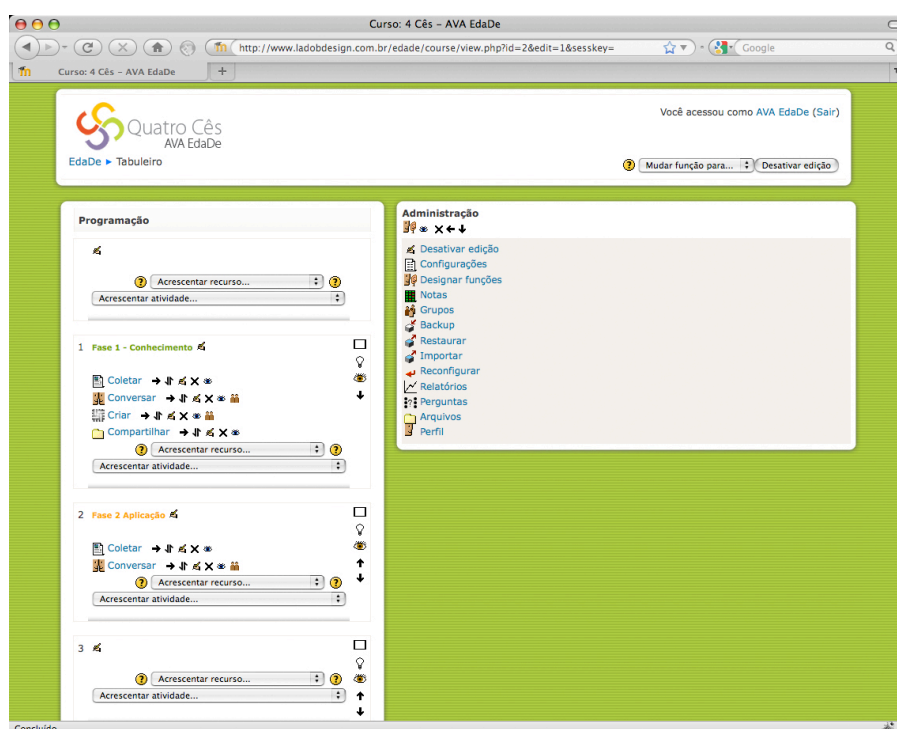 Curso: 4 Cês – AVA EdaDe
http://www.ladobdesign.com.br/edade/course/view.php?id=2&edit=1&sesskey=
Google
Curso: 4 Cês – AVA EdaDe
Quatro Cês
AVA EdaDe
Você acessou como AVA EdaDe (Sair)
EdaDe ► Tabuleiro
Mudar função para...
Desativar edição
Programação
Acrescentar recurso...
Acrescentar atividade...
1 Fase 1 - Conhecimento
Coletar
Conversar
Criar
Compartilhar
Acrescentar recurso...
Acrescentar atividade...
2 Fase 2 Aplicação
Coletar
Conversar
Acrescentar recurso...
Acrescentar atividade...
3
Acrescentar recurso...
Acrescentar atividade...
Administração
Desativar edição
Configurações
Designar funções
Notas
Grupos
Backup
Restaurar
Importar
Reconfigurar
Relatórios
Perguntas
Arquivos
Perfil
Concluído